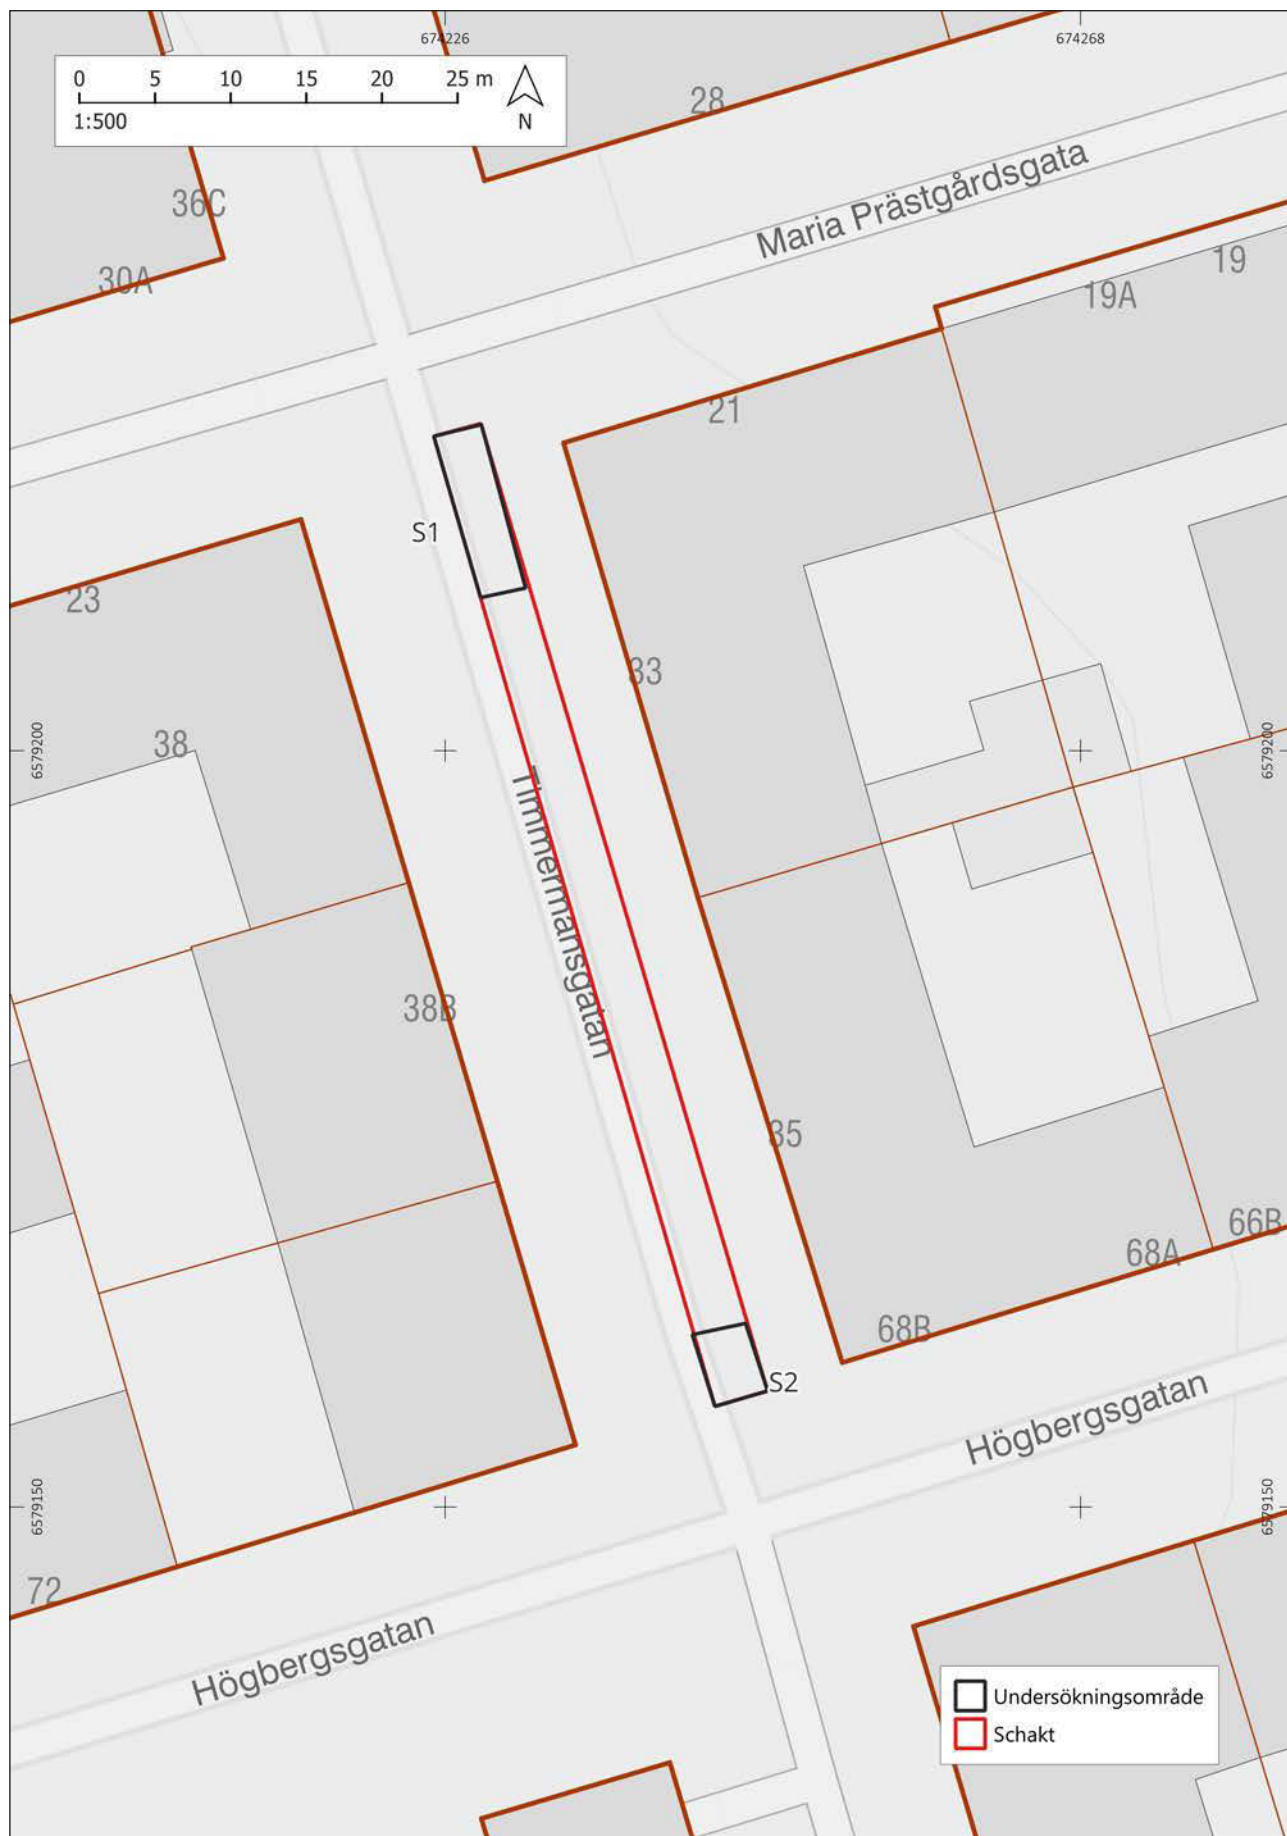 674226
674268
0 5 10 15 20 25 m
1:500
N
28
36C
Maria Prästgårdsgata
30A
19
19A
21
S1
23
33
38
6579200
6579200
Timmermansgatan
38B
35
66B
68A
68B
S2
Högbergsgatan
6579150
6579150
72
Högbergsgatan
Undersökningsområde
Schakt